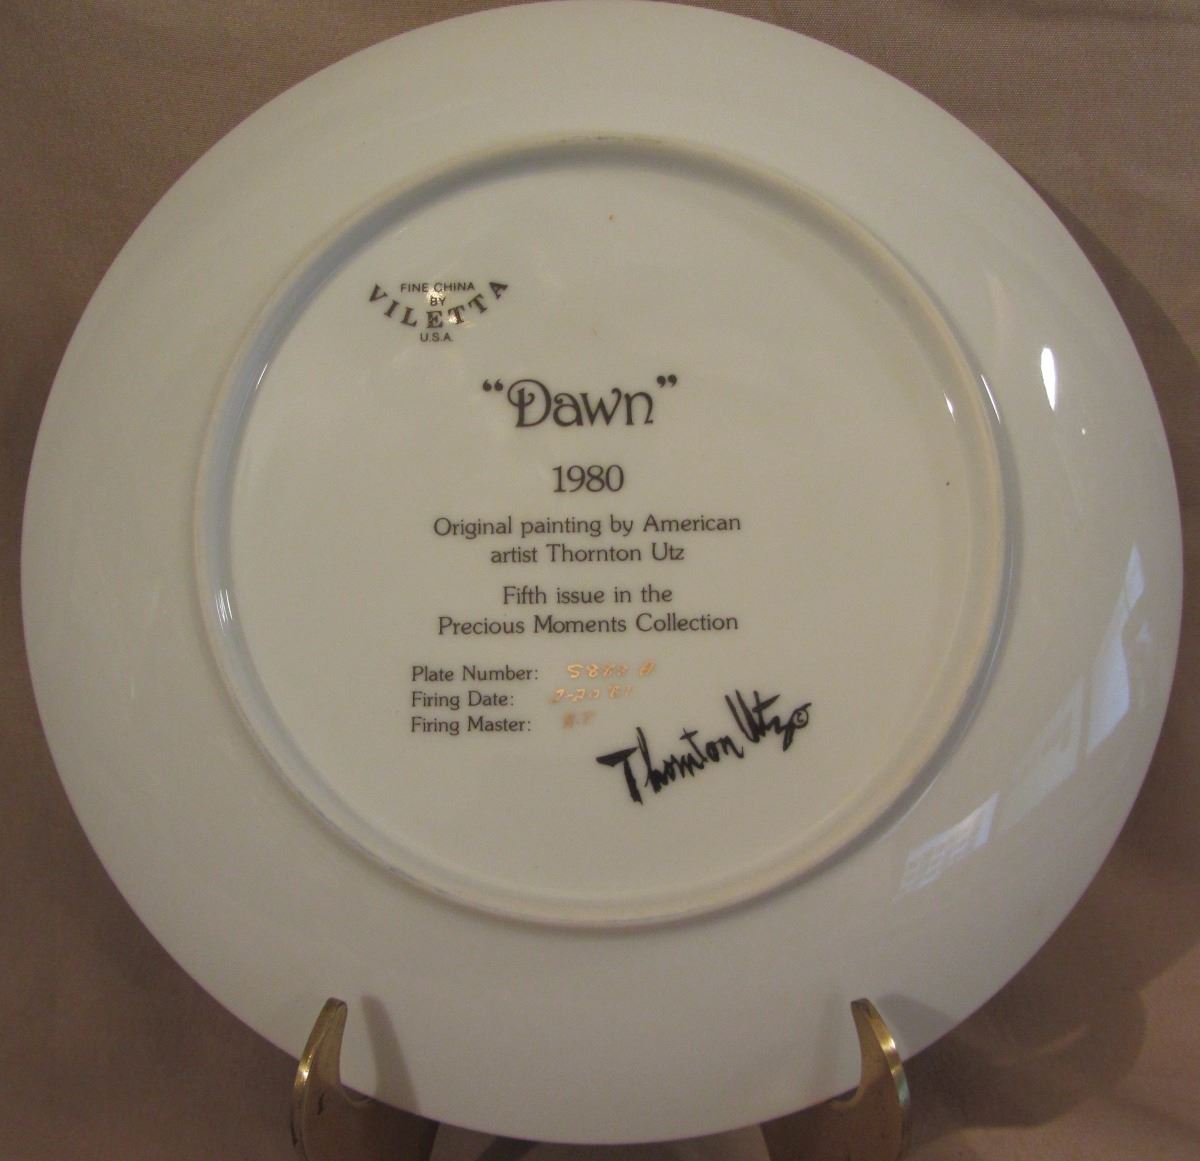 FINE CHINA
BY
VILETTA
U.S.A.
“Dawn”
1980
Original painting by American
artist Thornton Utz
Fifth issue in the
Precious Moments Collection
Plate Number:
Firing Date:
Firing Master:
Thornton Utz ©